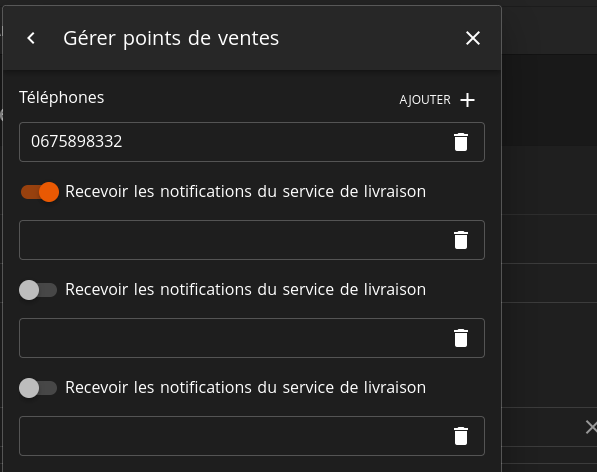 Gérer points de ventes
Téléphones
AJOUTER
0675898332
Recevoir les notifications du service de livraison
Recevoir les notifications du service de livraison
Recevoir les notifications du service de livraison